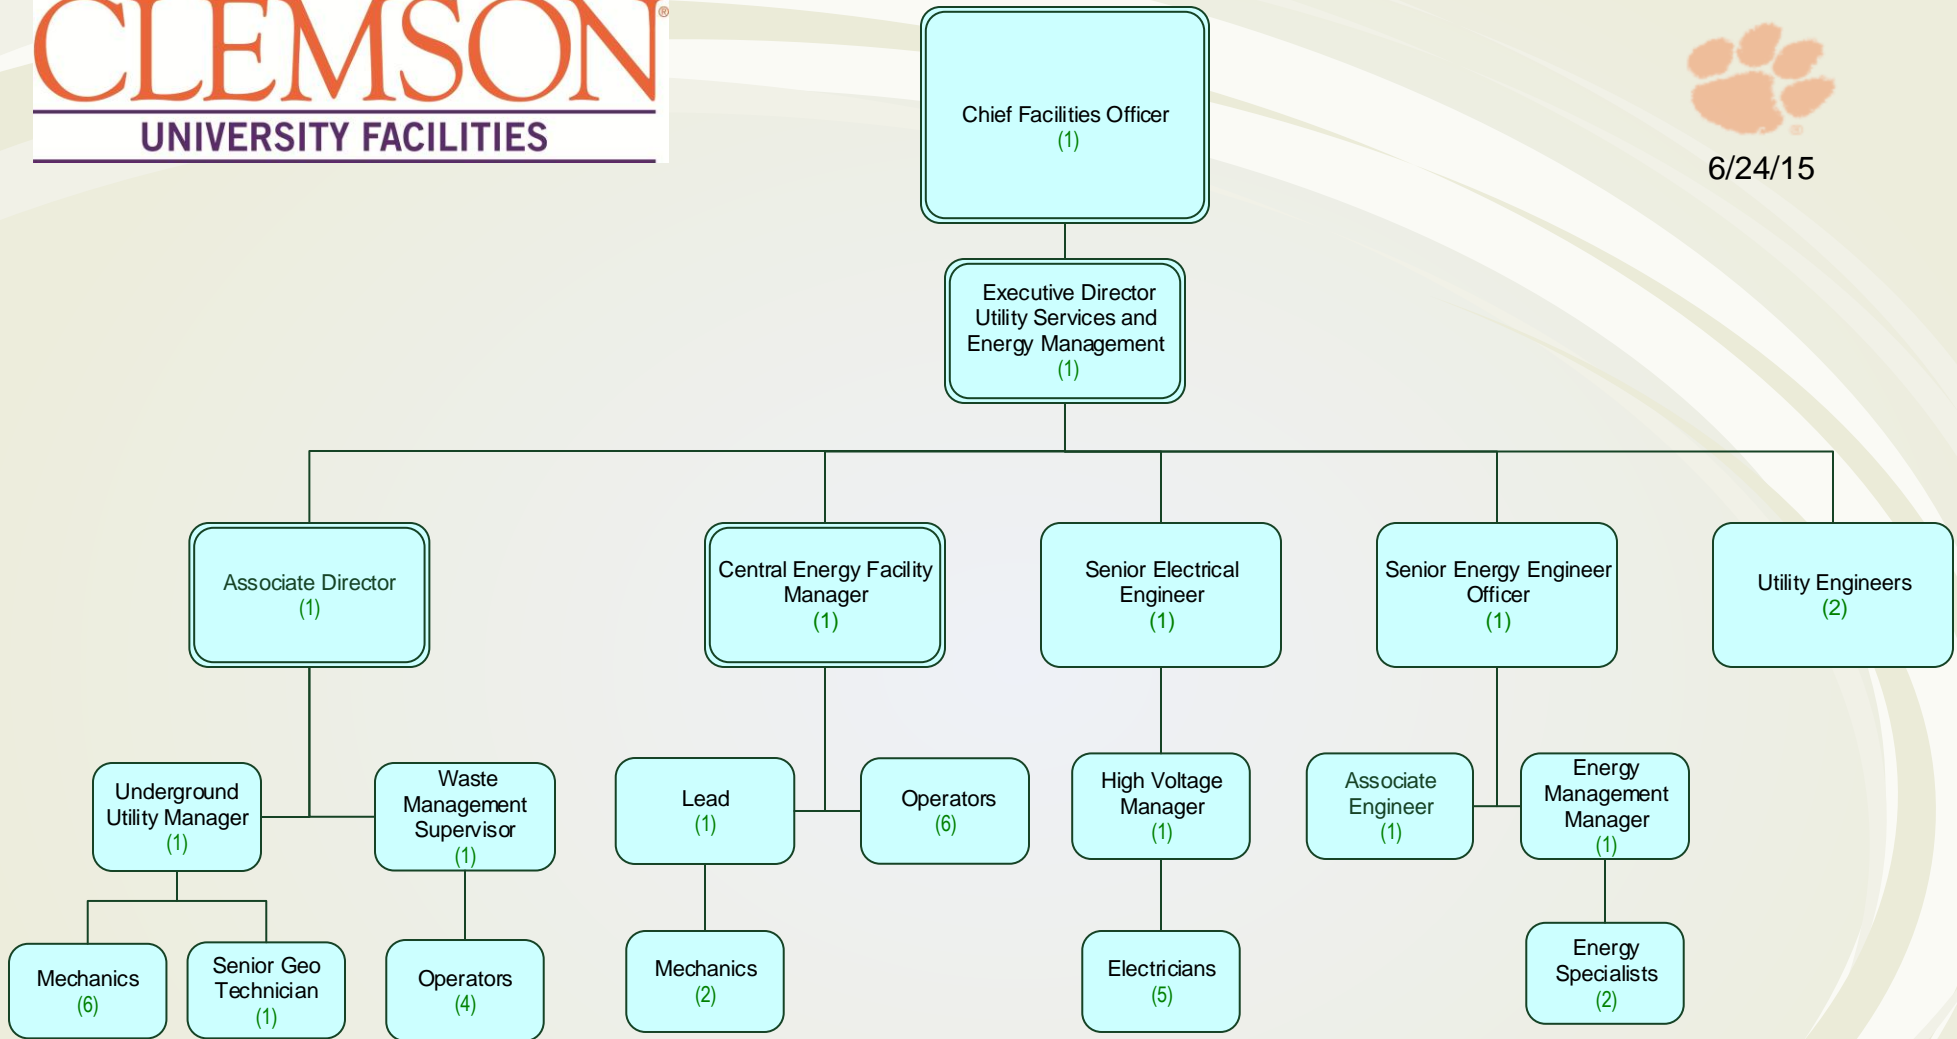 CLEMSON®
UNIVERSITY FACILITIES
6/24/15
Chief Facilities Officer
(1)
Executive Director
Utility Services and
Energy Management
(1)
Associate Director
(1)
Central Energy Facility
Manager
(1)
Senior Electrical
Engineer
(1)
Senior Energy Engineer
Officer
(1)
Utility Engineers
(2)
Underground
Utility Manager
(1)
Waste
Management
Supervisor
(1)
Lead
(1)
Operators
(6)
High Voltage
Manager
(1)
Associate
Engineer
(1)
Energy
Management
Manager
(1)
Mechanics
(6)
Senior Geo
Technician
(1)
Operators
(4)
Mechanics
(2)
Electricians
(5)
Energy
Specialists
(2)